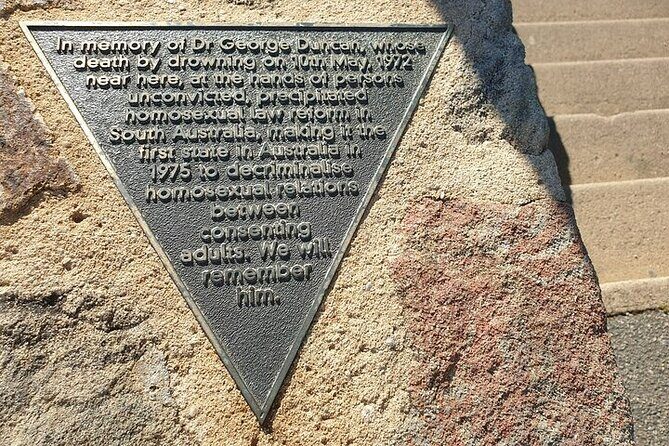 In memory of Dr George Duncan, whose
death by drowning on 10th May, 1972
near here, at the hands of persons
unconvicted, precipitated
homosexual law reform in
South Australia, making it the
first state in Australia in
1975 to decriminalise
homosexual relations
between
consenting
adults. We will
remember
him.